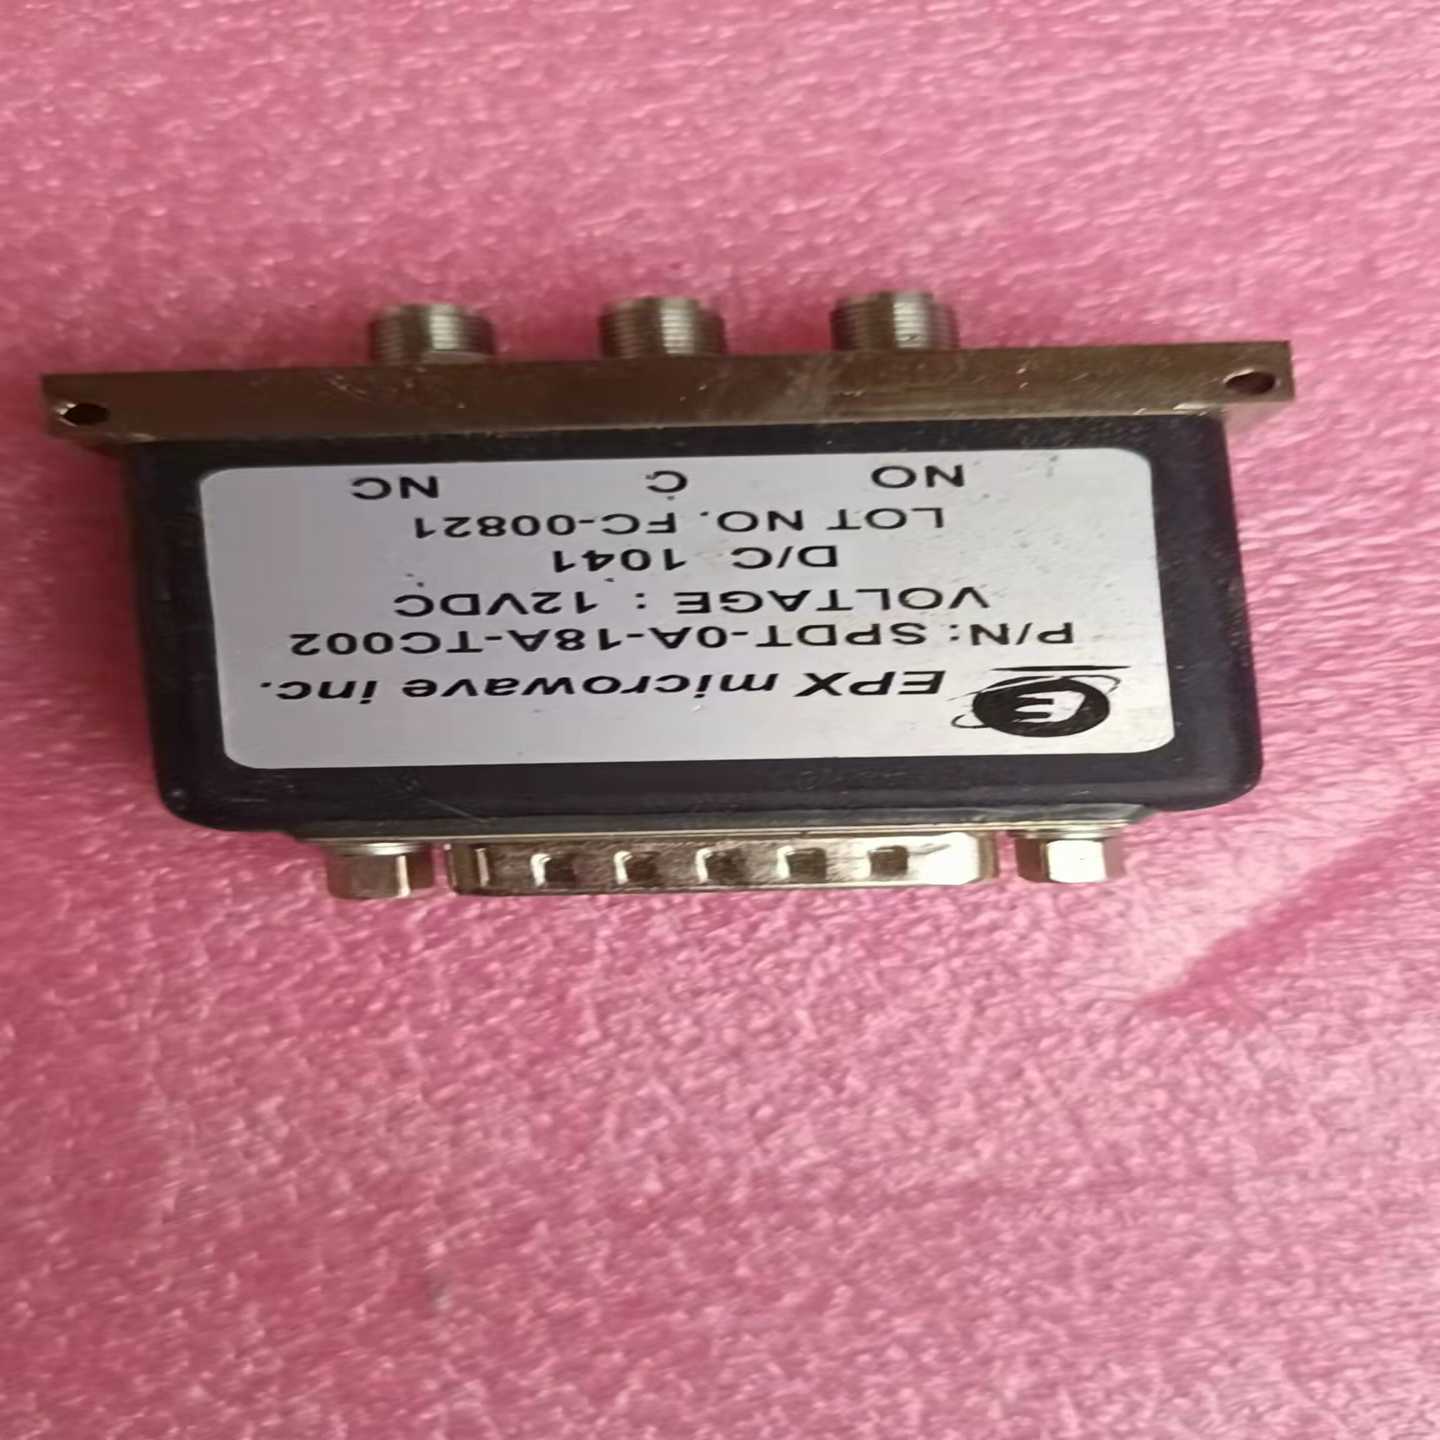 E EPX microwave inc.
P/N: SPDT-0A-18A-TC002
VOLTAGE : 12VDC
D/C 1041
LOT NO. FC-00821
NO C NC